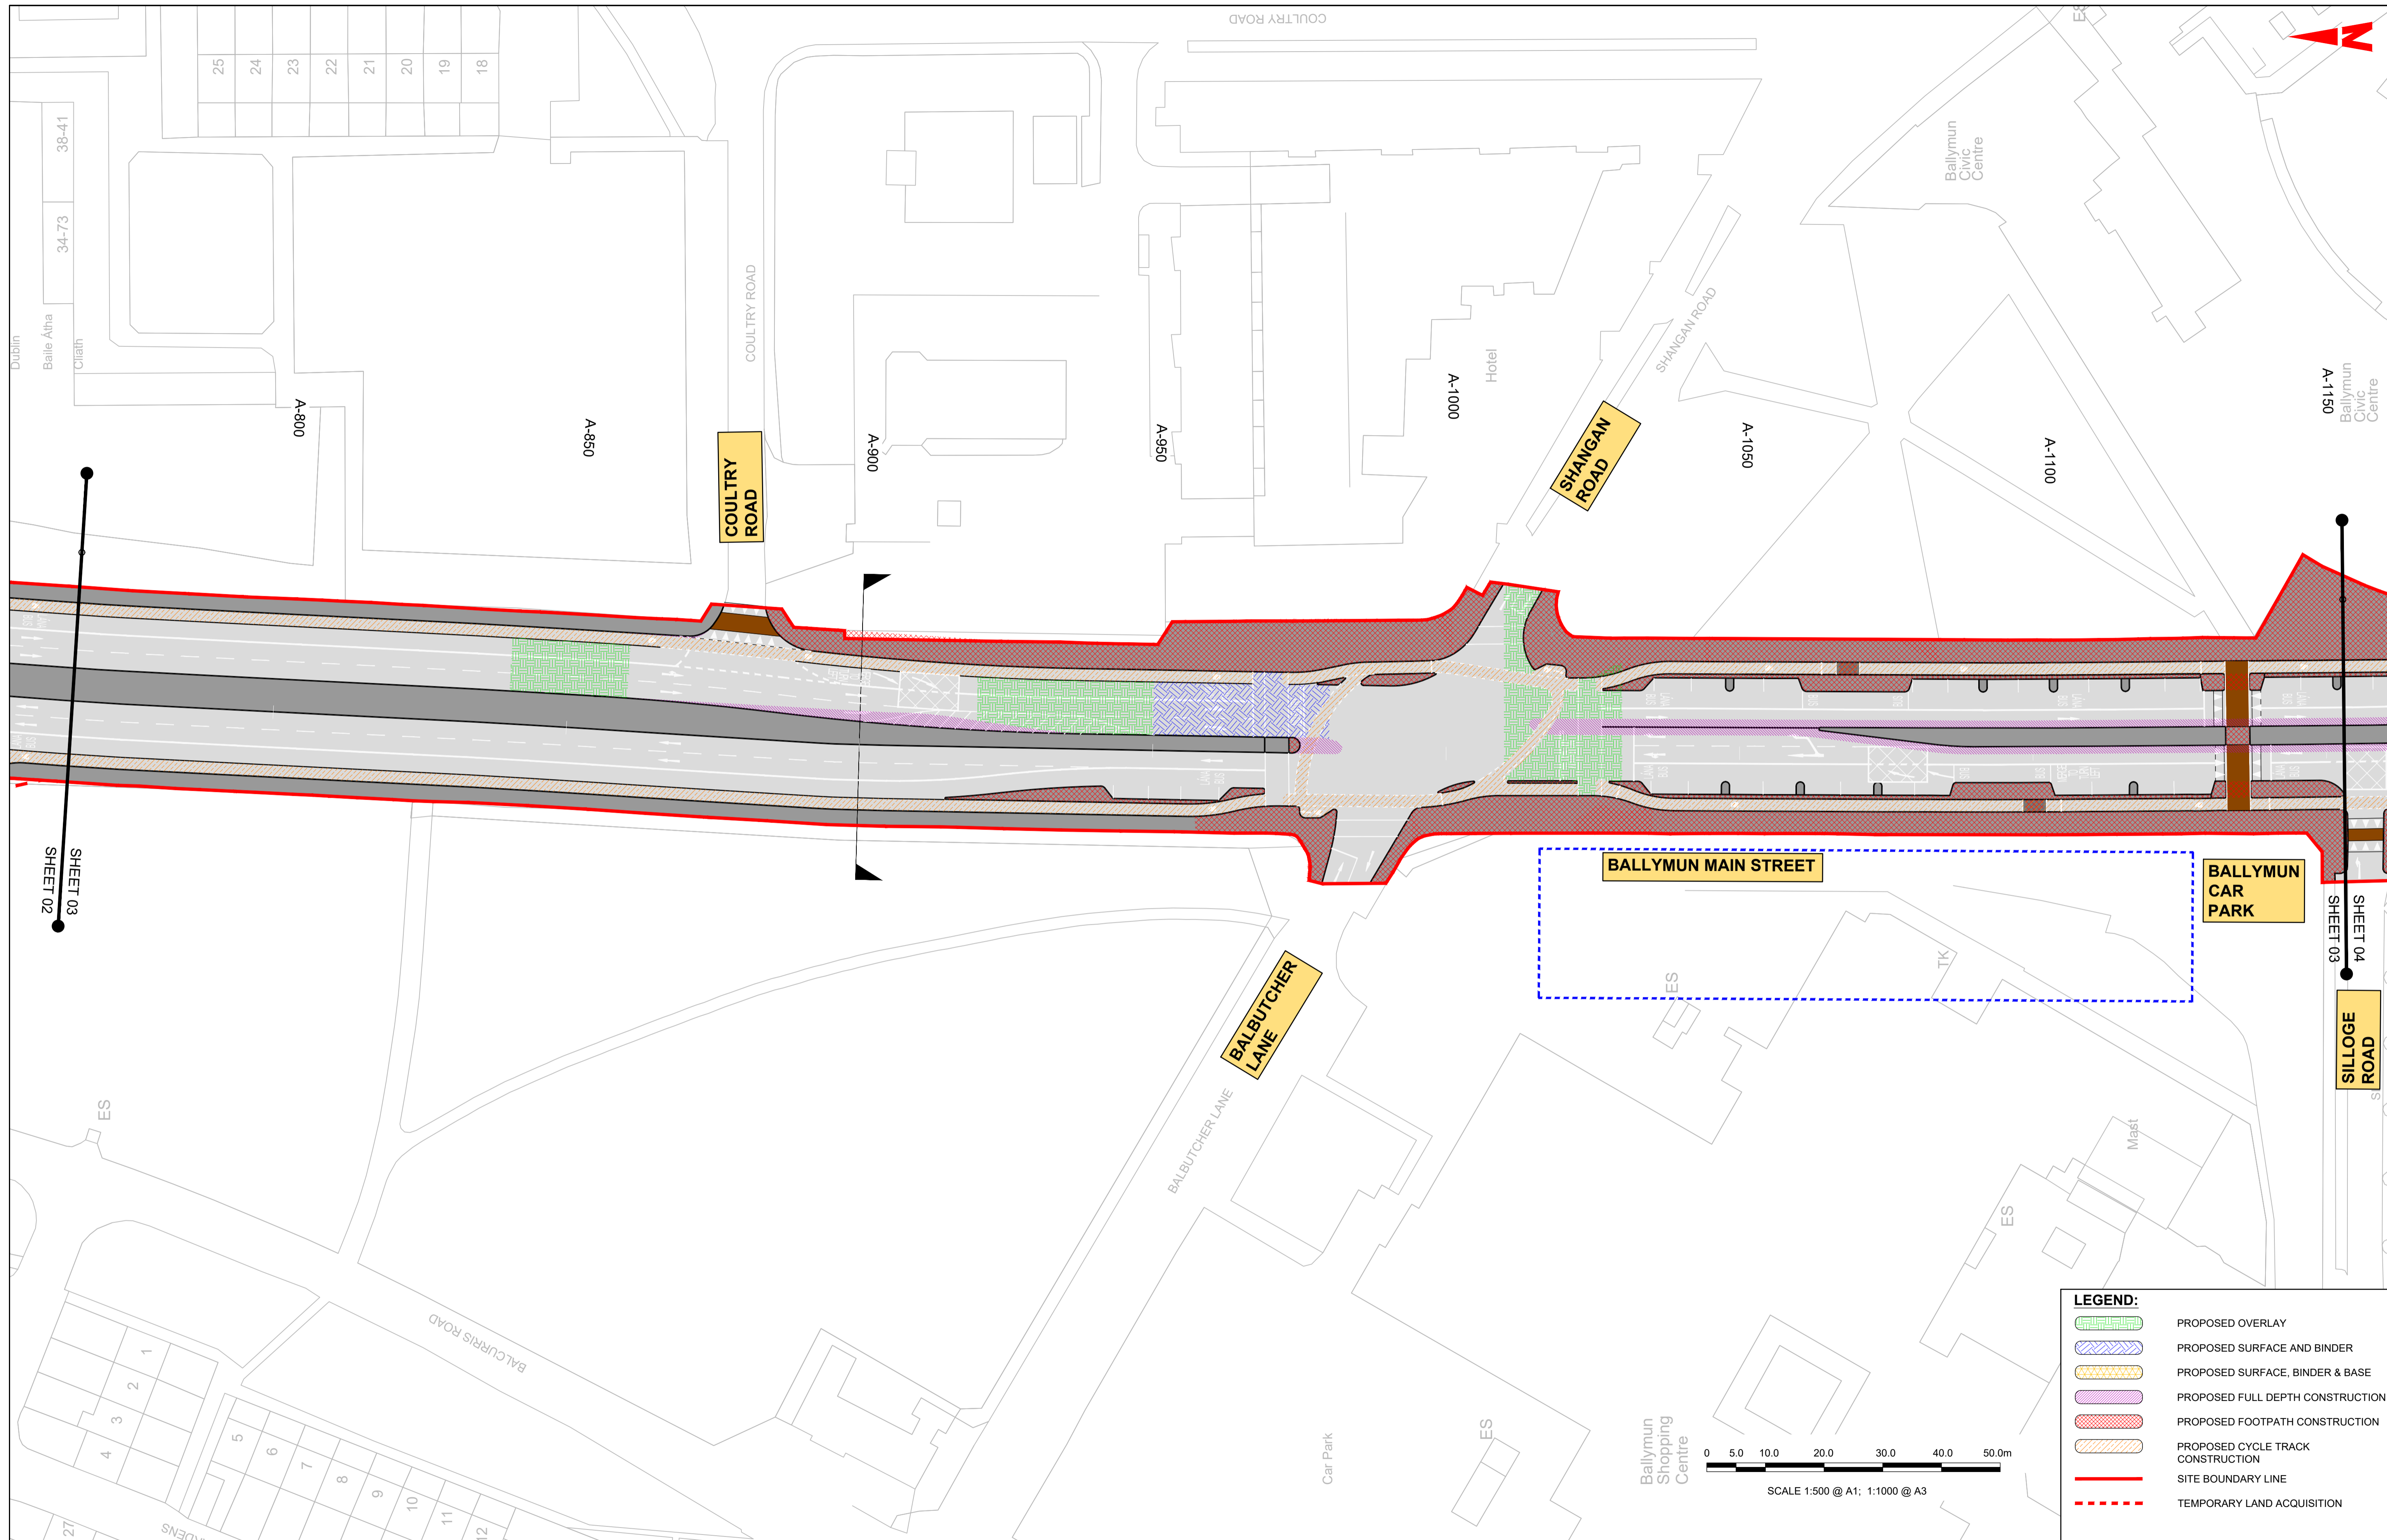 COULTRY ROAD
ES
N
25
24
23
22
21
20
19
18
38-41
34-73
Dublin
Baile Átha
Cliath
COULTRY ROAD
Ballymun
Civic
Centre
Hotel
SHANGAN ROAD
Ballymun
Civic
Centre
A-800
A-850
A-900
A-950
A-1000
A-1050
A-1100
A-1150
COULTRY
ROAD
SHANGAN
ROAD
LÁNA
BUS
LÁNA
BUS
SHEET 03
SHEET 02
BALLYMUN MAIN STREET
BALLYMUN
CAR
PARK
SHEET 04
SHEET 03
BALBUTCHER
LANE
SILLOGE
ROAD
BALBUTCHER LANE
ES
TK
ES
Mast
ES
BALCURRIS ROAD
1
2
3
4
5
6
7
8
9
10
11
12
27
Car Park
ES
Ballymun
Shopping
Centre
0 5.0 10.0 20.0 30.0 40.0 50.0m
SCALE 1:500 @ A1; 1:1000 @ A3
LEGEND:
PROPOSED OVERLAY
PROPOSED SURFACE AND BINDER
PROPOSED SURFACE, BINDER & BASE
PROPOSED FULL DEPTH CONSTRUCTION
PROPOSED FOOTPATH CONSTRUCTION
PROPOSED CYCLE TRACK
CONSTRUCTION
SITE BOUNDARY LINE
TEMPORARY LAND ACQUISITION